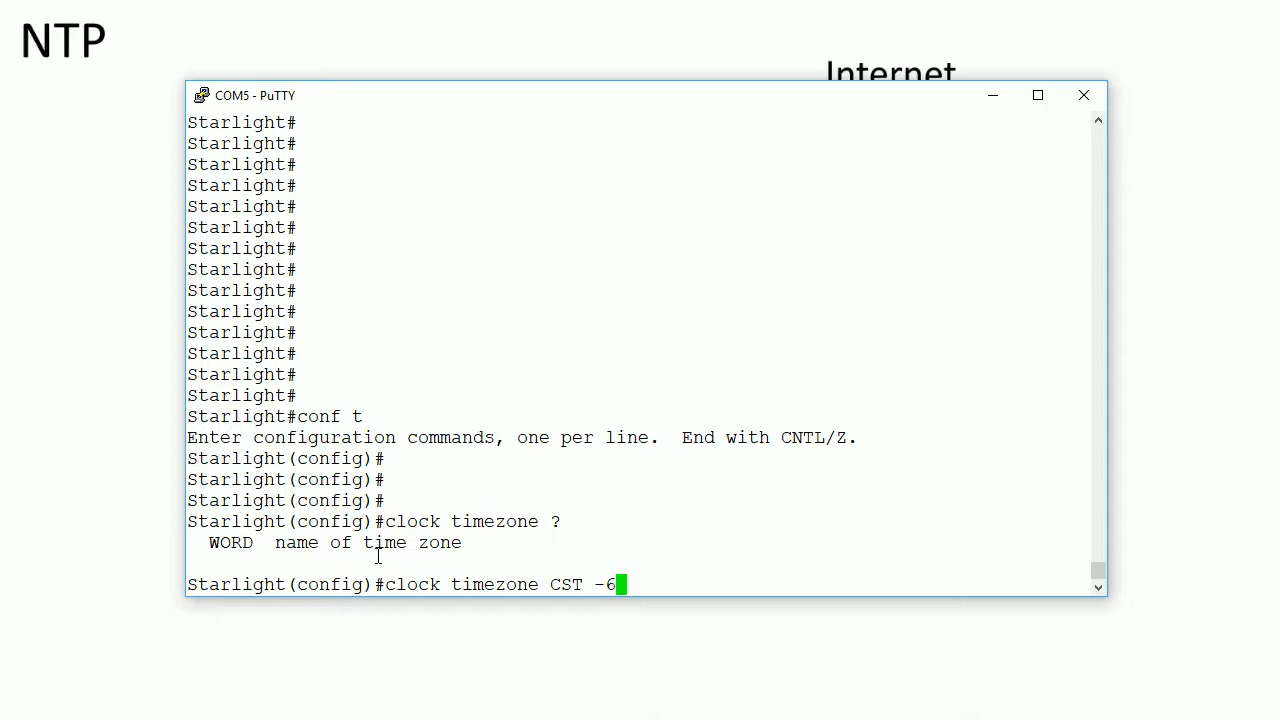 NTP
Internet
COM5 - PuTTY
Starlight#
Starlight#
Starlight#
Starlight#
Starlight#
Starlight#
Starlight#
Starlight#
Starlight#
Starlight#
Starlight#
Starlight#
Starlight#
Starlight#
Starlight#conf t
Enter configuration commands, one per line.  End with CNTL/Z.
Starlight(config)#
Starlight(config)#
Starlight(config)#
Starlight(config)#clock timezone ?
  WORD  name of time zone
Starlight(config)#clock timezone CST -6